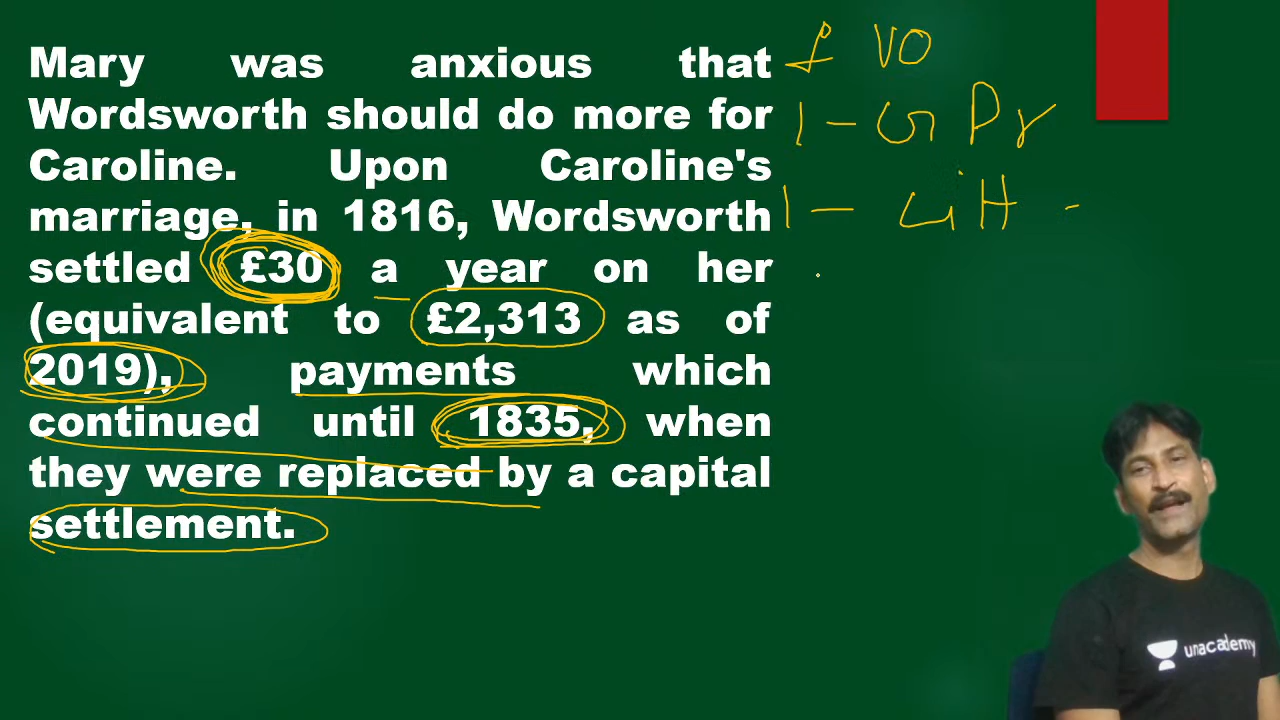 Mary was anxious that
Wordsworth should do more for
Caroline. Upon Caroline's
marriage, in 1816, Wordsworth
settled £30 a year on her
(equivalent to £2,313 as of
2019), payments which
continued until 1835, when
they were replaced by a capital
settlement.
unacademy